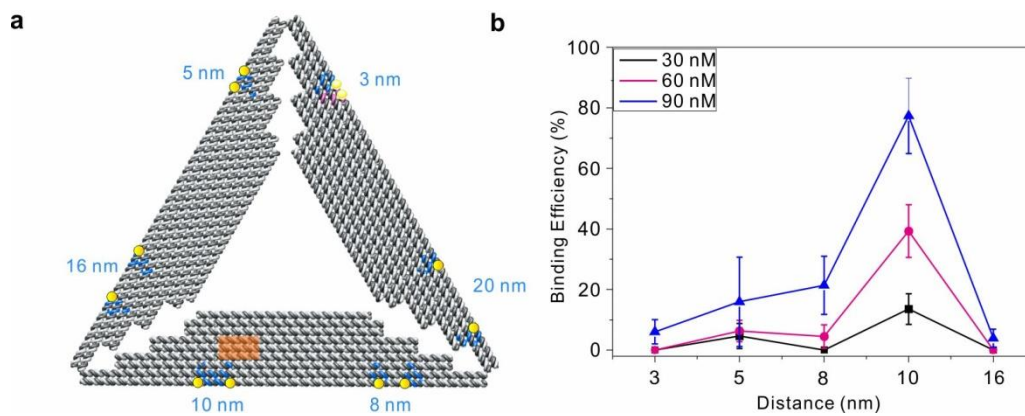 a
5 nm
3 nm
16 nm
20 nm
10 nm
8 nm
b
30 nM
60 nM
90 nM
Binding Efficiency (%)
100
80
60
40
20
0
3 5 8 10 16
Distance (nm)